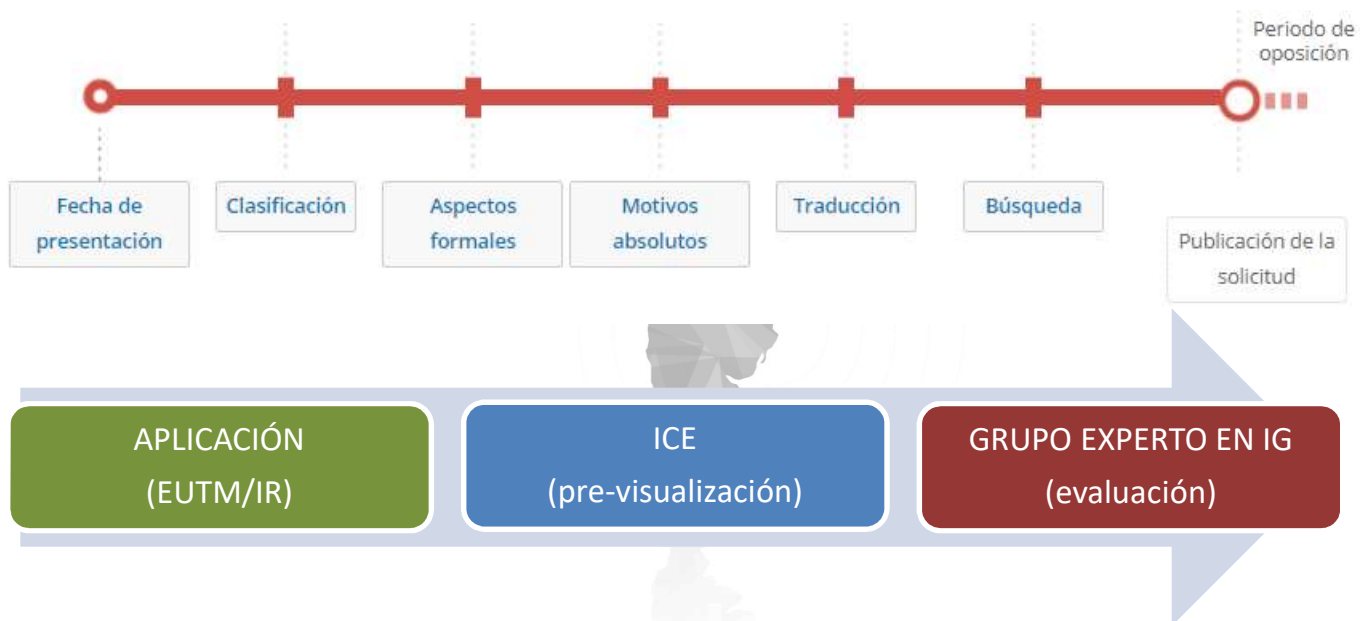 Periodo de
oposición
Fecha de
presentación
Clasificación
Aspectos
formales
Motivos
absolutos
Traducción
Búsqueda
Publicación de la
solicitud
APLICACIÓN
(EUTM/IR)
ICE
(pre-visualización)
GRUPO EXPERTO EN IG
(evaluación)